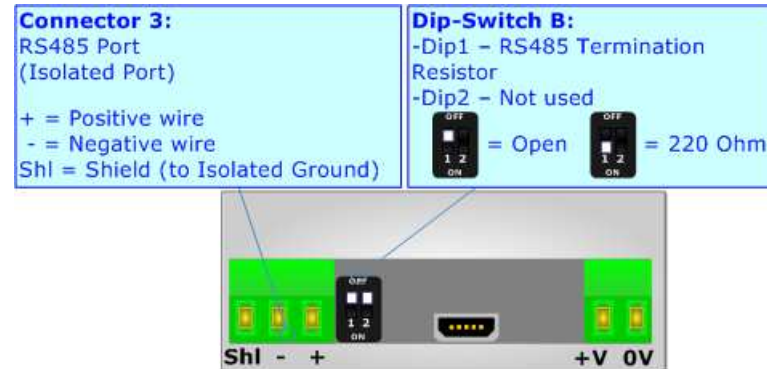 Connector 3:
RS485 Port
(Isolated Port)
+ = Positive wire
- = Negative wire
Shl = Shield (to Isolated Ground)
Dip-Switch B:
-Dip1 – RS485 Termination
Resistor
-Dip2 – Not used
OFF
1 2
ON
= Open
OFF
1 2
ON
= 220 Ohm
OFF
1 2
ON
Shl - +
+V 0V